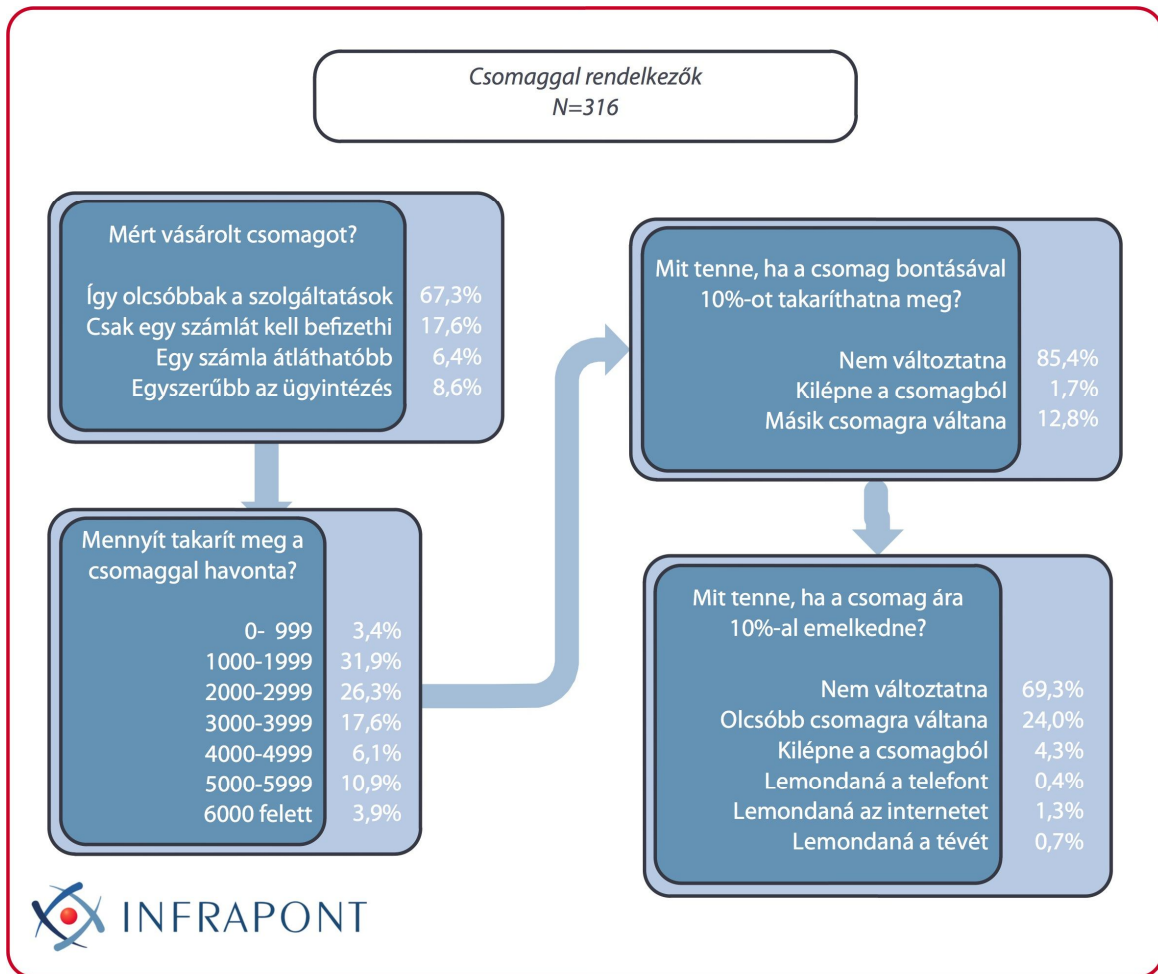 Csomaggal rendelkezők
N=316
Mért vásárolt csomagot?
Így olcsóbbak a szolgáltatások 67,3%
Csak egy számlát kell befizethi 17,6%
Egy számla átláthatóbb 6,4%
Egyszerűbb az ügyintézés 8,6%
Mennyít takarít meg a
csomaggal havonta?
0- 999 3,4%
1000-1999 31,9%
2000-2999 26,3%
3000-3999 17,6%
4000-4999 6,1%
5000-5999 10,9%
6000 felett 3,9%
Mit tenne, ha a csomag bontásával
10%-ot takaríthatna meg?
Nem változtatna 85,4%
Kilépne a csomagból 1,7%
Másik csomagra váltana 12,8%
Mit tenne, ha a csomag ára
10%-al emelkedne?
Nem változtatna 69,3%
Olcsóbb csomagra váltana 24,0%
Kilépne a csomagból 4,3%
Lemondaná a telefont 0,4%
Lemondaná az internetet 1,3%
Lemondaná a tévét 0,7%
INFRAPONT